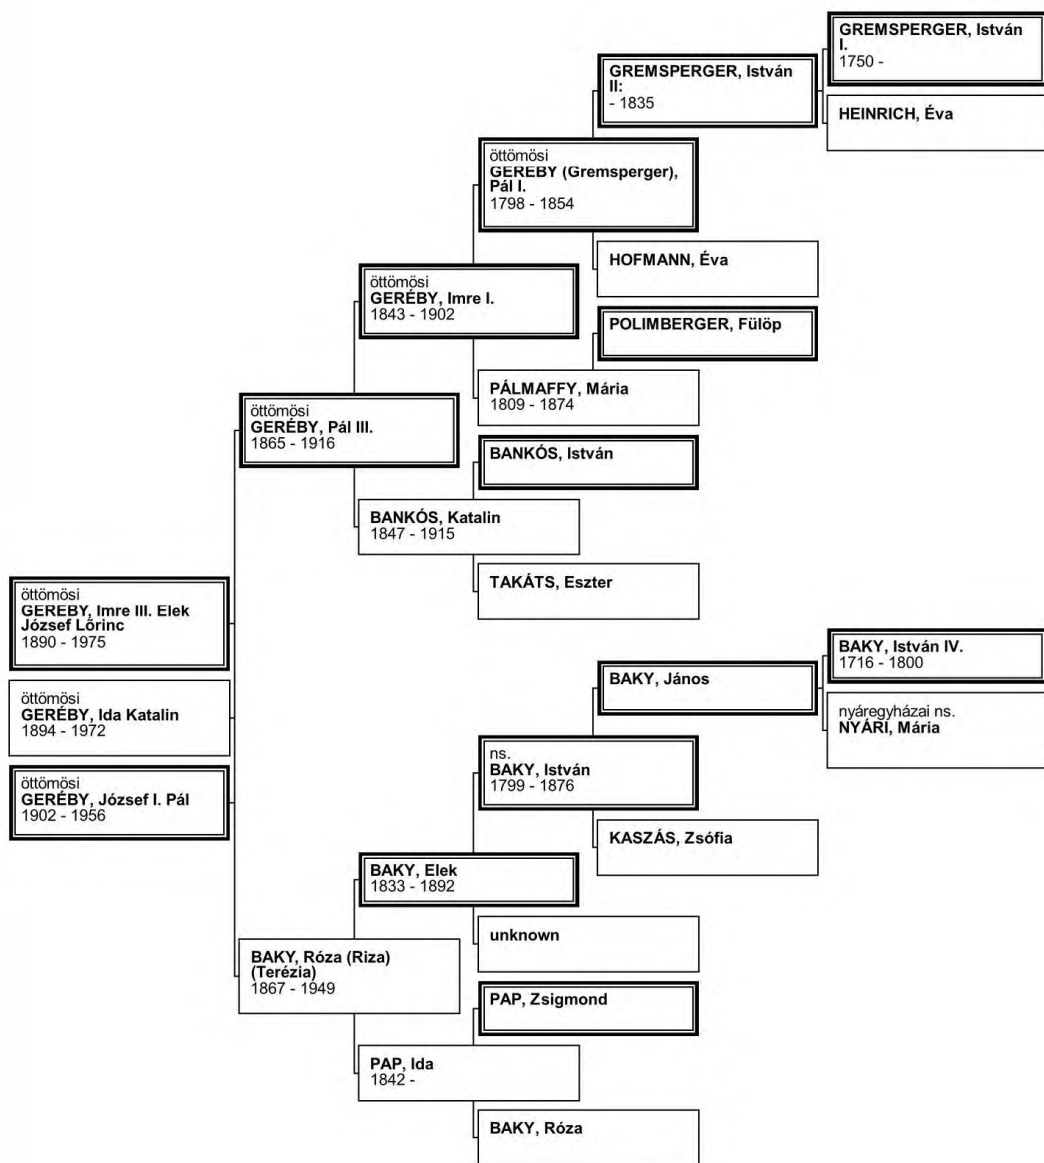 GREMSPERGER, István
I.
1750 -
GREMSPERGER, István
II:
- 1835
HEINRICH, Éva
öttömösi
GERÉBY (Gremsperger),
Pál I.
1798 - 1854
HOFMANN, Éva
öttömösi
GERÉBY, Imre I.
1843 - 1902
POLIMBERGER, Fülöp
PÁLMAFFY, Mária
1809 - 1874
öttömösi
GERÉBY, Pál III.
1865 - 1916
BANKÓS, István
BANKÓS, Katalin
1847 - 1915
TAKÁTS, Eszter
öttömösi
GERÉBY, Imre III. Elek
József Lőrinc
1890 - 1975
öttömösi
GERÉBY, Ida Katalin
1894 - 1972
öttömösi
GERÉBY, József I. Pál
1902 - 1956
BAKY, István IV.
1716 - 1800
BAKY, János
nyáregyházai ns.
NYÁRI, Mária
ns.
BAKY, István
1799 - 1876
KASZÁS, Zsófia
BAKY, Elek
1833 - 1892
unknown
BAKY, Róza (Riza)
(Terézia)
1867 - 1949
PAP, Zsigmond
PAP, Ida
1842 -
BAKY, Róza